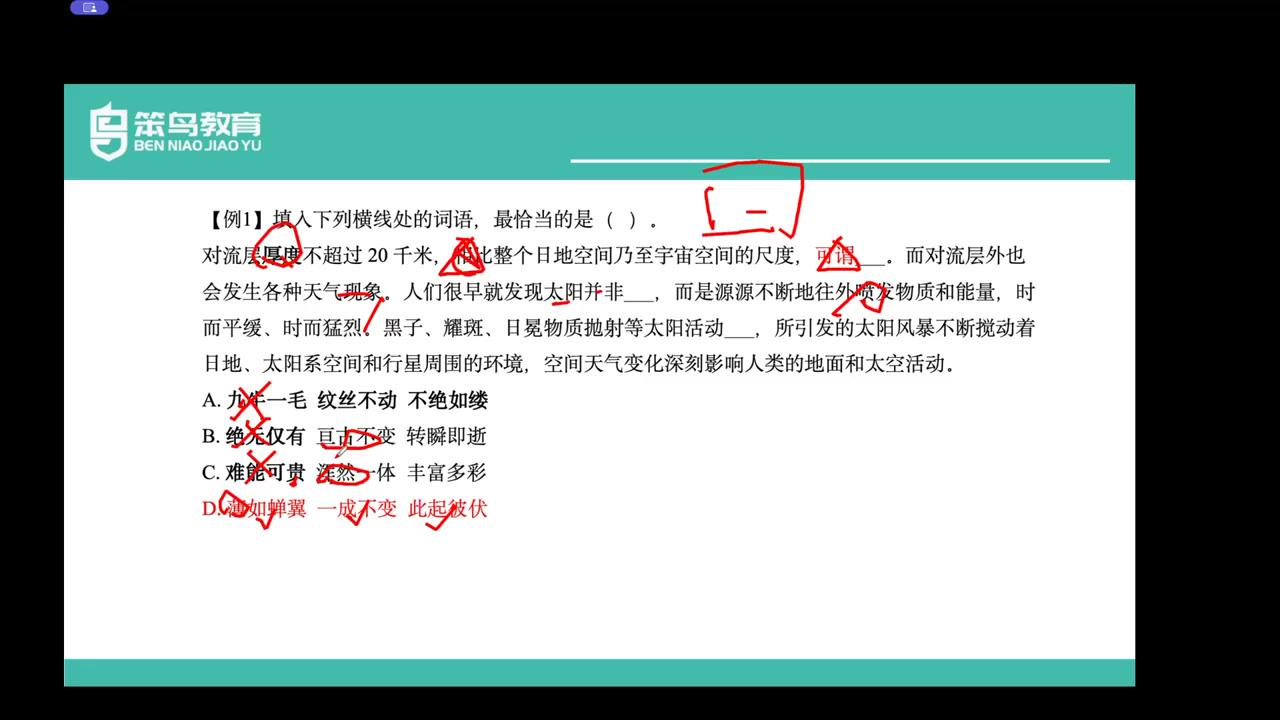 笨鸟教育
BEN NIAO JIAO YU
【例1】填入下列横线处的词语，最恰当的是（ ）。
对流层厚度不超过 20 千米，相比整个日地空间乃至宇宙空间的尺度，可谓___。而对流层外也
会发生各种天气现象。人们很早就发现太阳并非___，而是源源不断地往外喷发物质和能量，时
而平缓、时而猛烈。黑子、耀斑、日冕物质抛射等太阳活动___，所引发的太阳风暴不断搅动着
日地、太阳系空间和行星周围的环境，空间天气变化深刻影响人类的地面和太空活动。
A. 九牛一毛 纹丝不动 不绝如缕
B. 绝无仅有 亘古不变 转瞬即逝
C. 难能可贵 浑然一体 丰富多彩
D. 薄如蝉翼 一成不变 此起彼伏